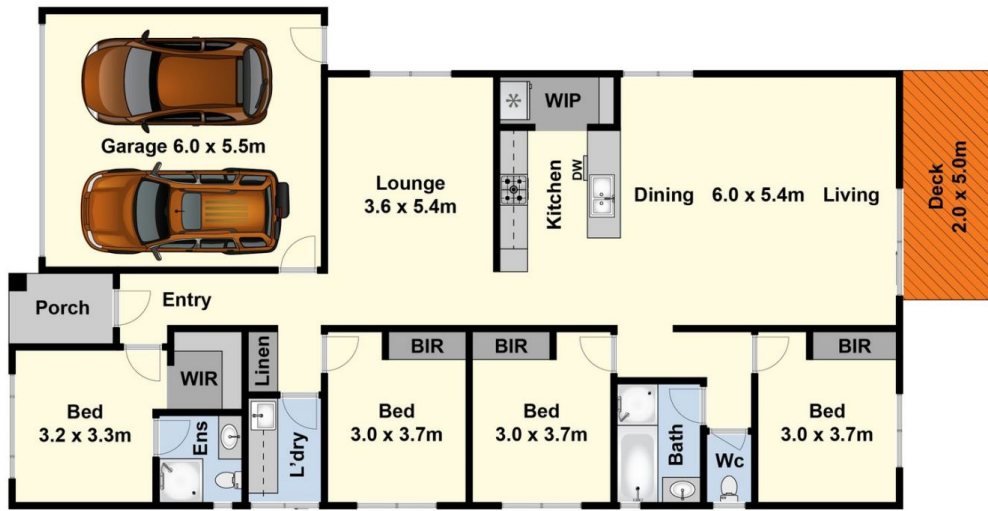 Garage 6.0 x 5.5m
WIP
Lounge
3.6 x 5.4m
Kitchen
DW
Dining 6.0 x 5.4m Living
Deck
2.0 x 5.0m
Porch
Entry
WIR
Linen
BIR
BIR
BIR
Bed
3.2 x 3.3m
Ens
L'dry
Bed
3.0 x 3.7m
Bed
3.0 x 3.7m
Bath
Wc
Bed
3.0 x 3.7m